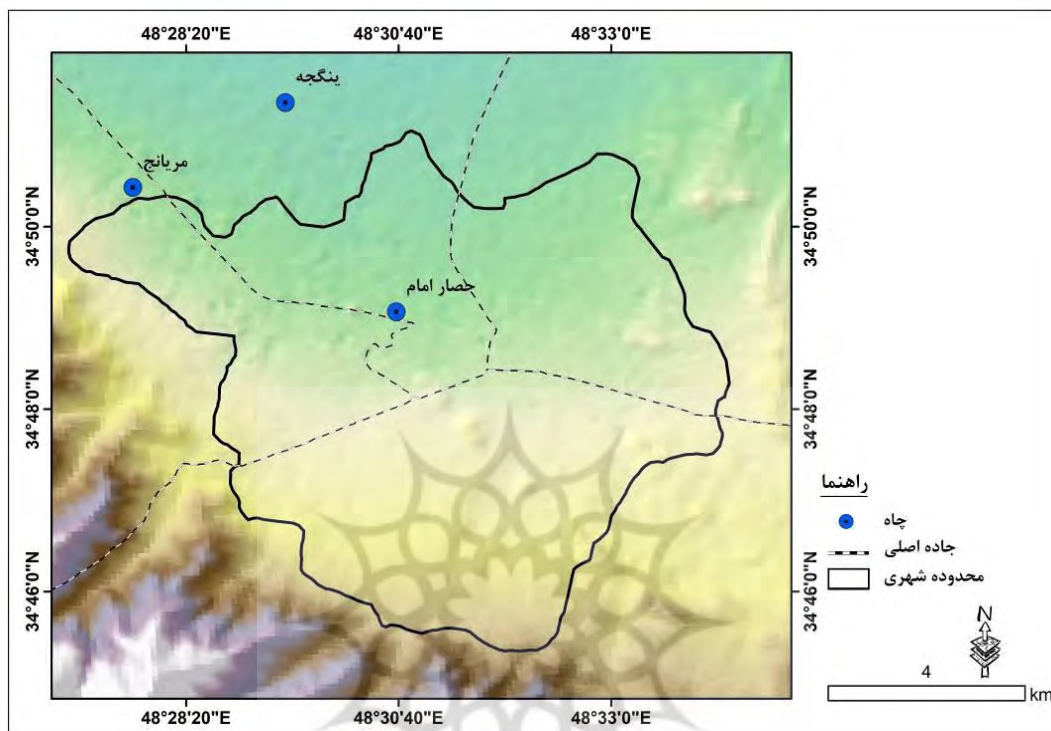 48°28'20"E 48°30'40"E 48°33'0"E
ینگجه
مریانج
34°50'0"N 34°50'0"N
حصار امام
34°48'0"N 34°48'0"N
34°46'0"N 34°46'0"N
راهنما
چاه
جاده اصلی
محدوده شهری
N
4
km
48°28'20"E 48°30'40"E 48°33'0"E